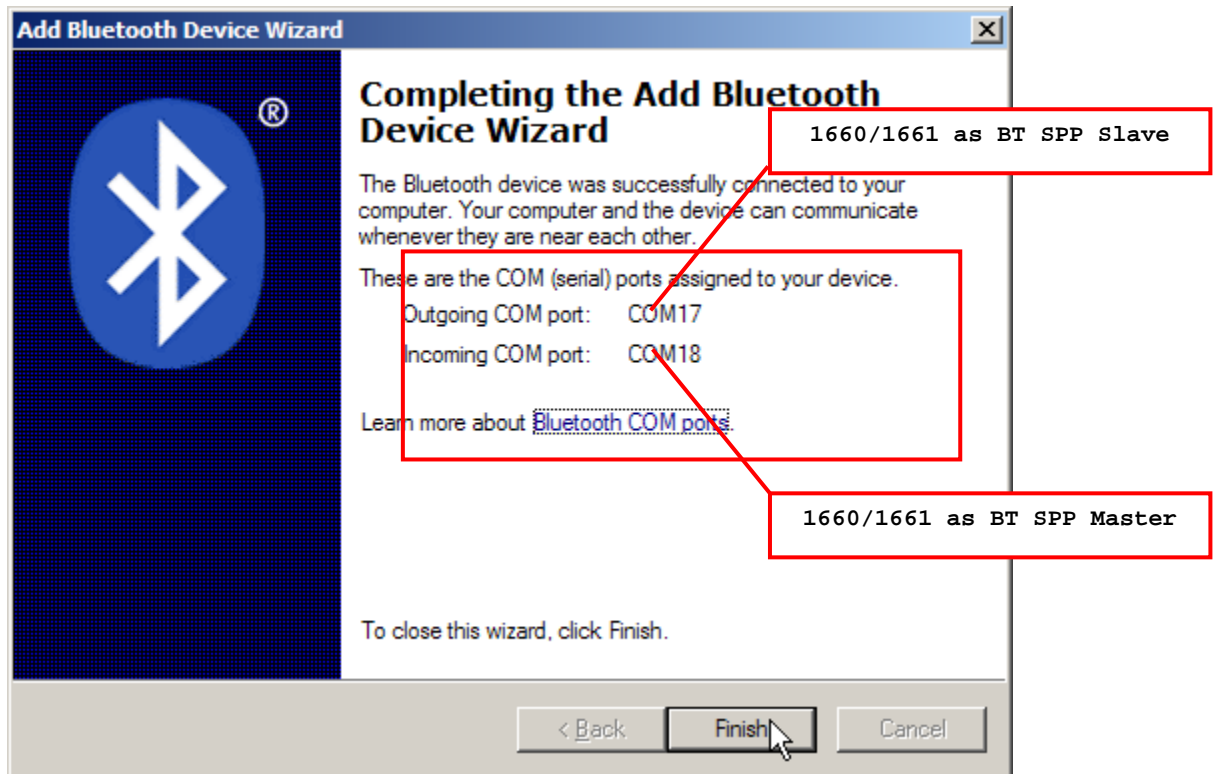 Add Bluetooth Device Wizard
®
Completing the Add Bluetooth
Device Wizard
1660/1661 as BT SPP Slave
The Bluetooth device was successfully connected to your
computer. Your computer and the device can communicate
whenever they are near each other.
These are the COM (serial) ports assigned to your device.
Outgoing COM port: COM17
Incoming COM port: COM18
Learn more about Bluetooth COM ports.
1660/1661 as BT SPP Master
To close this wizard, click Finish.
< Back
Finish
Cancel